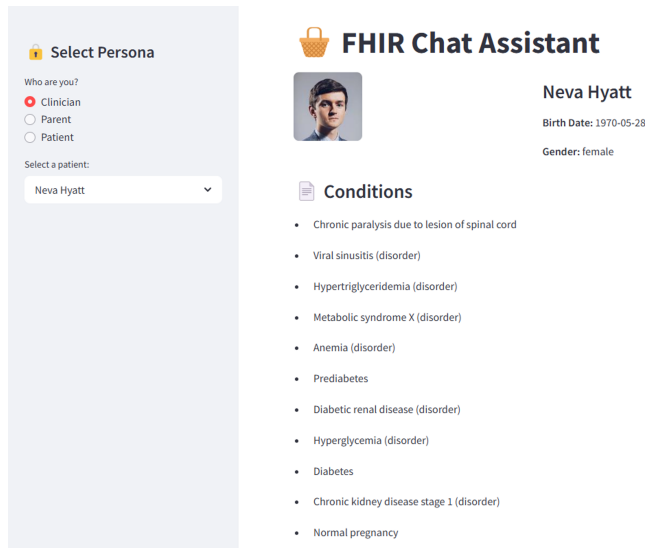 Select Persona
Who are you?
Clinician
Parent
Patient
Select a patient:
Neva Hyatt
FHIR Chat Assistant
Neva Hyatt
Birth Date: 1970-05-28
Gender: female
Conditions
• Chronic paralysis due to lesion of spinal cord
• Viral sinusitis (disorder)
• Hypertriglyceridemia (disorder)
• Metabolic syndrome X (disorder)
• Anemia (disorder)
• Prediabetes
• Diabetic renal disease (disorder)
• Hyperglycemia (disorder)
• Diabetes
• Chronic kidney disease stage 1 (disorder)
• Normal pregnancy